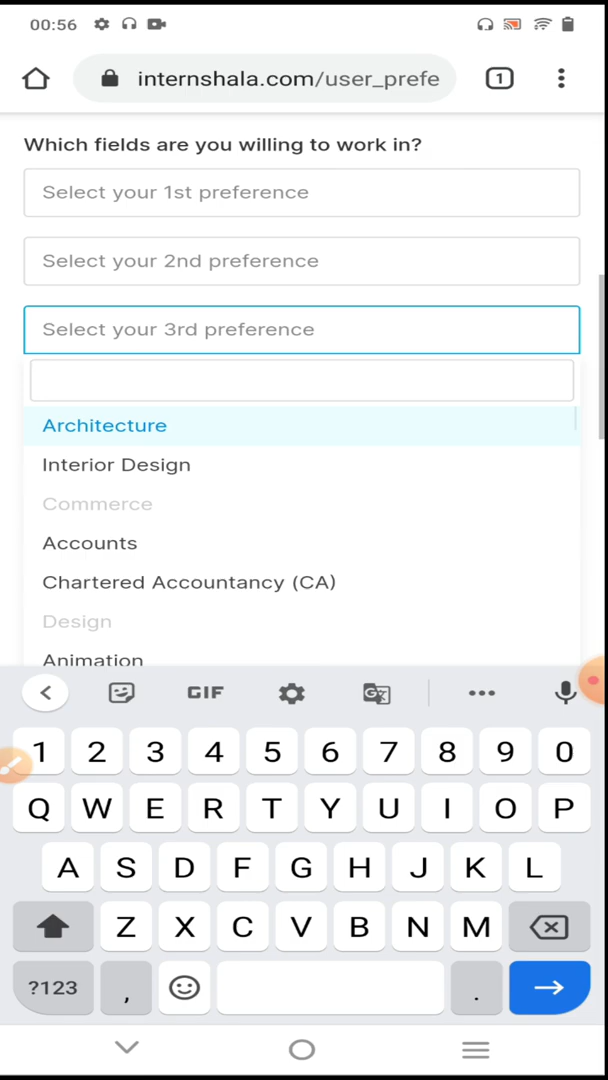 00:56
internshala.com/user_prefe
1
Which fields are you willing to work in?
Select your 1st preference
Select your 2nd preference
Select your 3rd preference
Architecture
Interior Design
Commerce
Accounts
Chartered Accountancy (CA)
Design
Animation
GIF
1 2 3 4 5 6 7 8 9 0
Q W E R T Y U I O P
A S D F G H J K L
Z X C V B N M
?123 , .